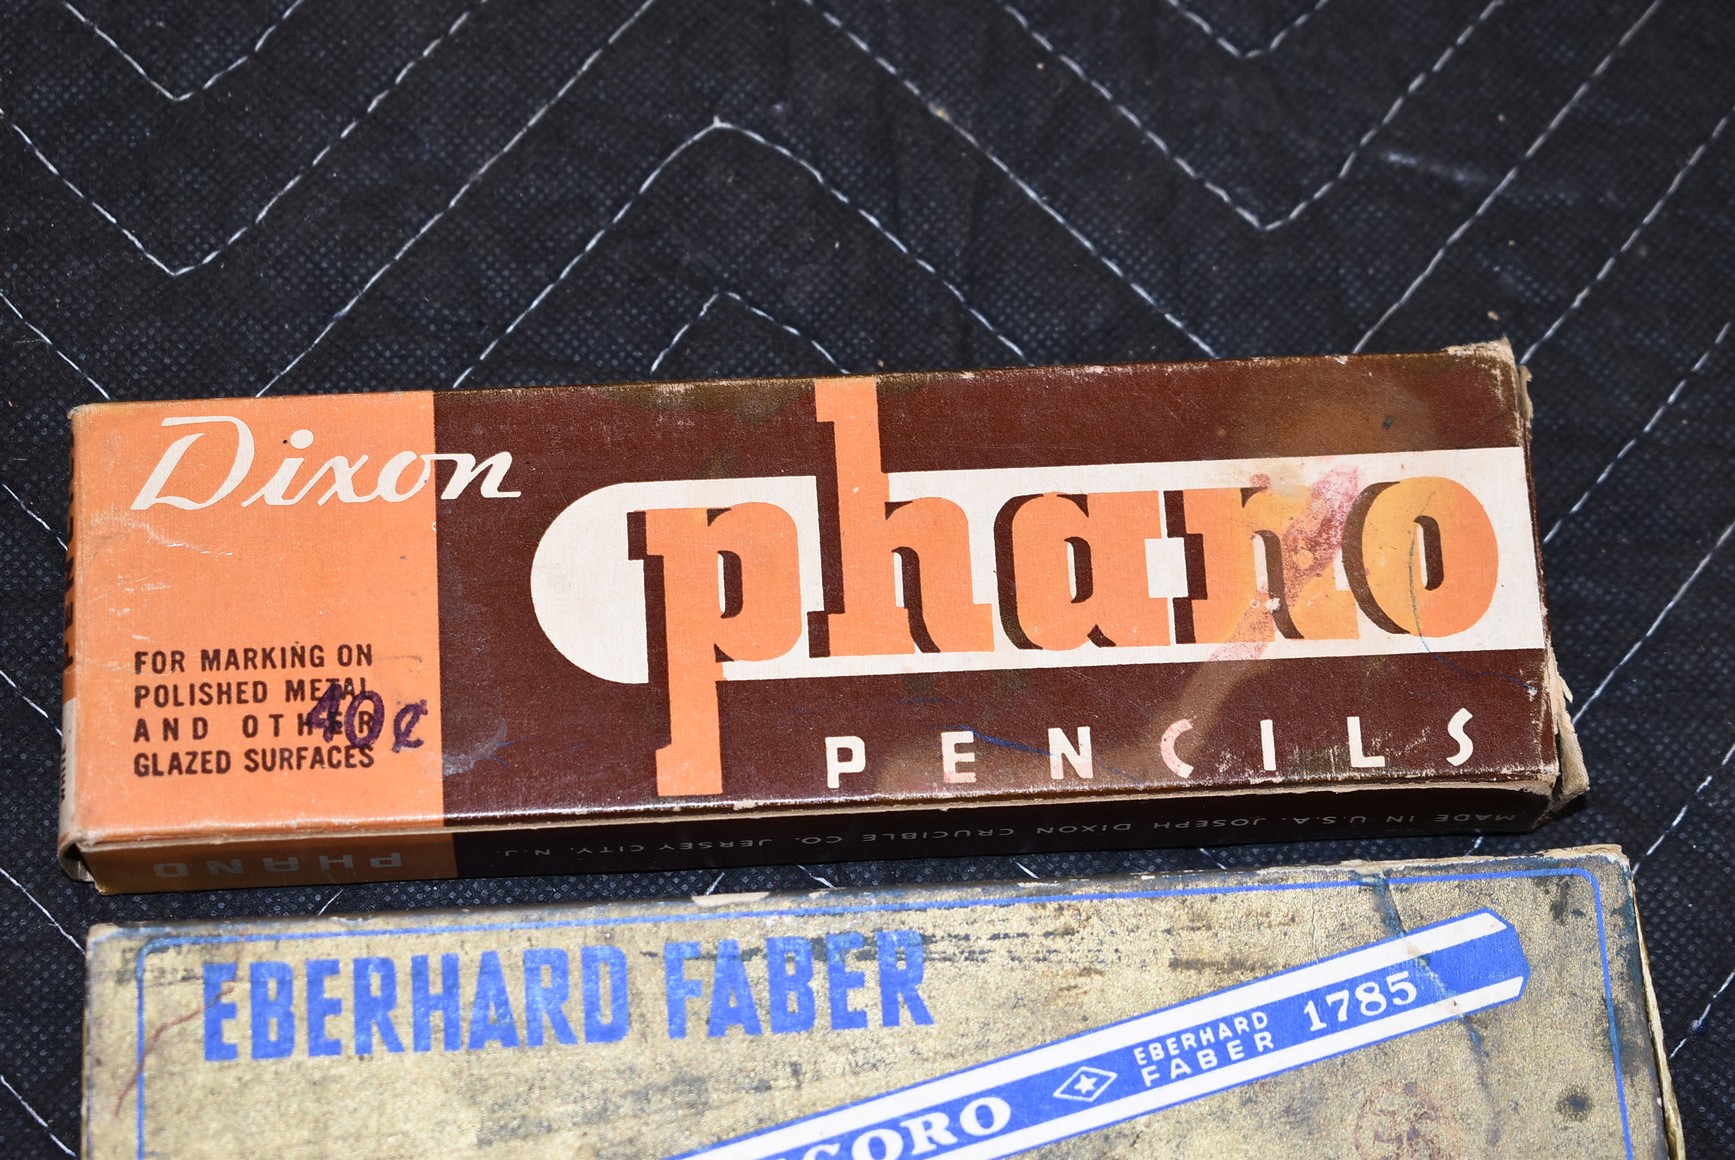 Dixon
phano
PENCILS
FOR MARKING ON
POLISHED METAL
AND OTHER
GLAZED SURFACES
40¢
PHANO
MADE IN U.S.A. JOSEPH DIXON CRUCIBLE CO. JERSEY CITY, N.J.
EBERHARD FABER
EBERHARD
FABER
1785